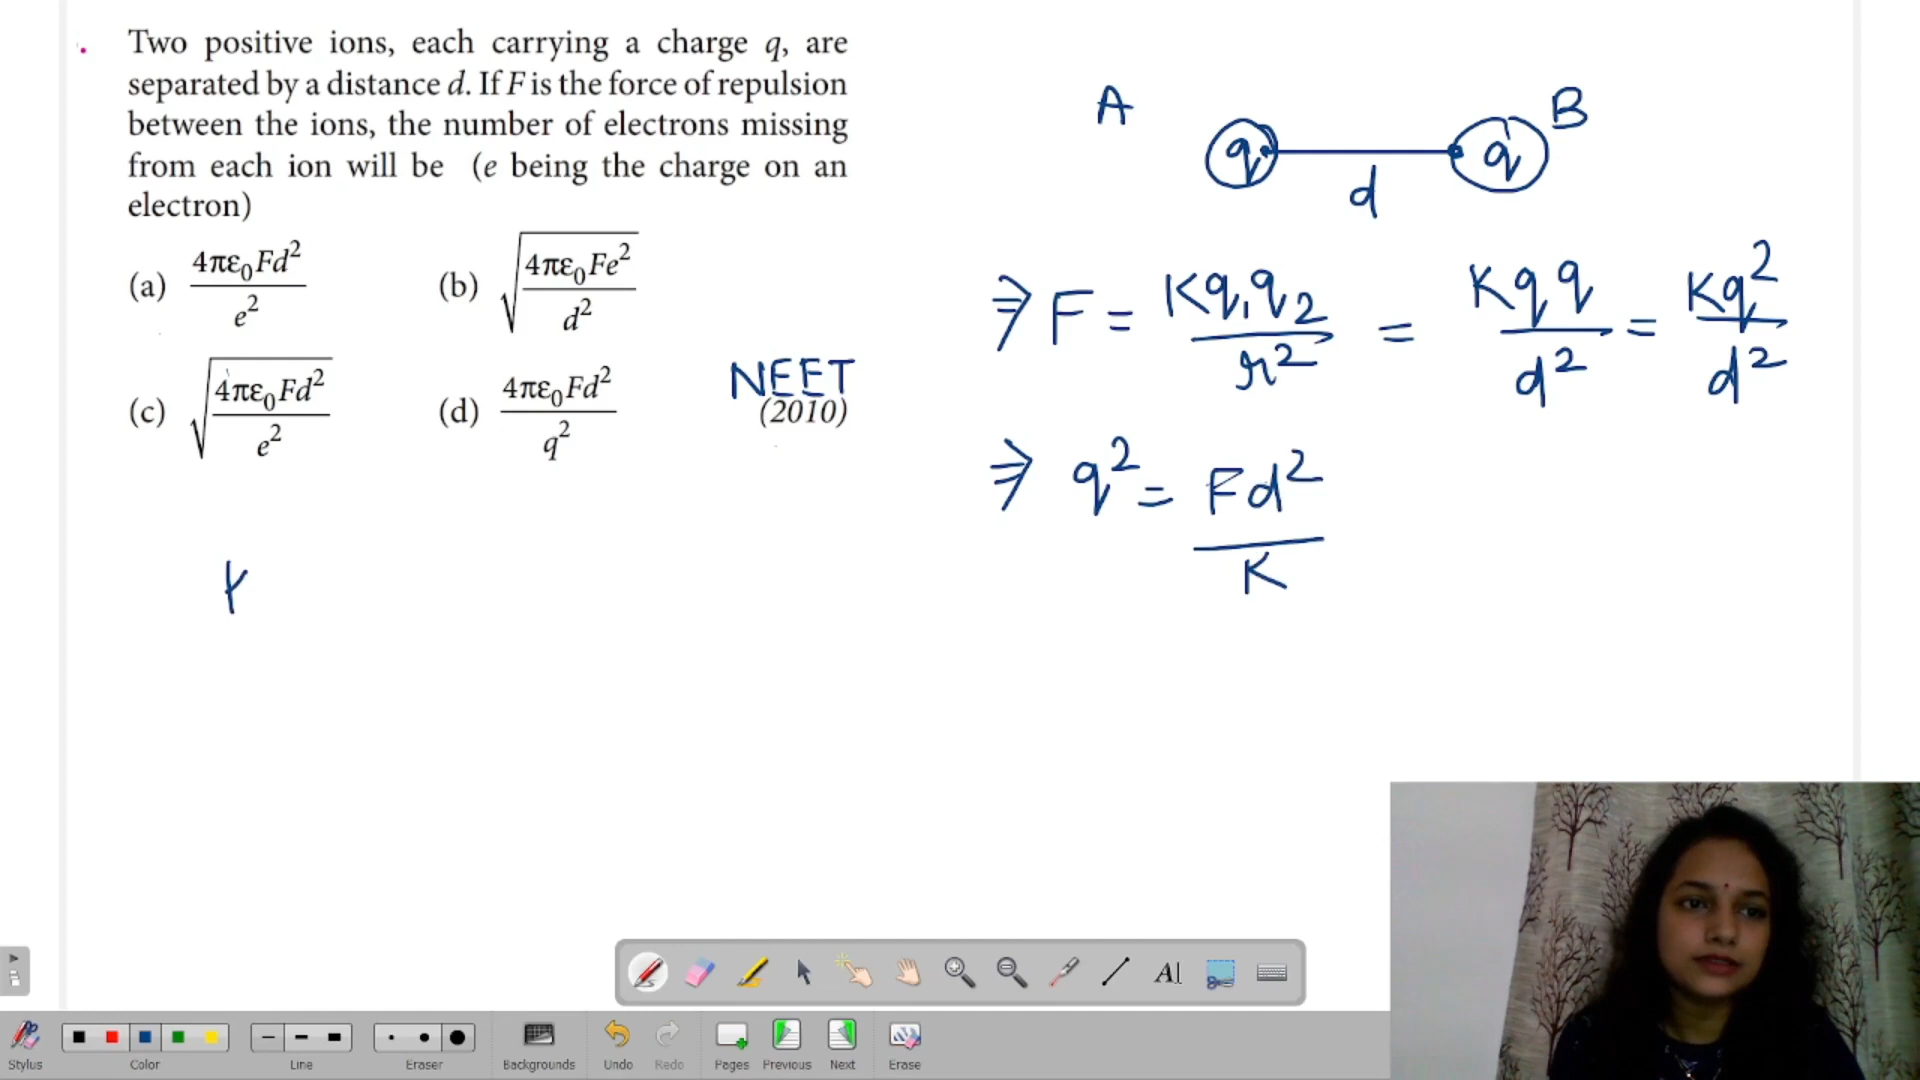 Two positive ions, each carrying a charge q, are
separated by a distance d. If F is the force of repulsion
between the ions, the number of electrons missing
from each ion will be (e being the charge on an
electron)
(a) 4πε₀Fd² / e²
(b) √(4πε₀Fe² / d²)
(c) √(4πε₀Fd² / e²)
(d) 4πε₀Fd² / q²
NEET
(2010)
A
B
q
q
d
⇒ F = Kq₁q₂ / r² = Kqq / d² = Kq² / d²
⇒ q² = Fd² / K
Stylus
Color
Line
Eraser
Backgrounds
Undo
Redo
Pages
Previous
Next
Erase